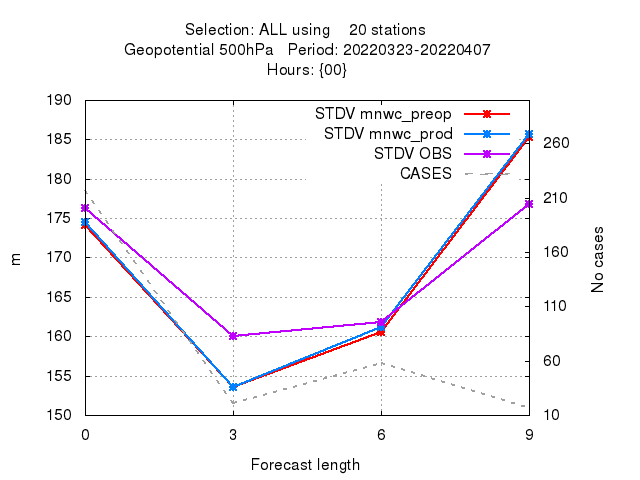 Selection: ALL using    20 stations
Geopotential 500hPa   Period: 20220323-20220407
Hours: {00}
190
185
180
175
170
165
160
155
150
m
STDV mnwc_preop
STDV mnwc_prod
STDV OBS
CASES
260
210
160
110
60
10
No cases
0
3
6
9
Forecast length